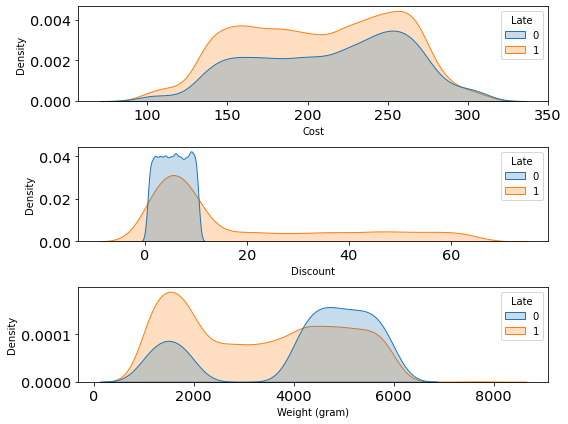 0.004
0.002
0.000
Density
Late
0
1
100 150 200 250 300 350
Cost
0.04
0.02
0.00
Density
Late
0
1
0 20 40 60
Discount
0.0001
0.0000
Density
Late
0
1
0 2000 4000 6000 8000
Weight (gram)